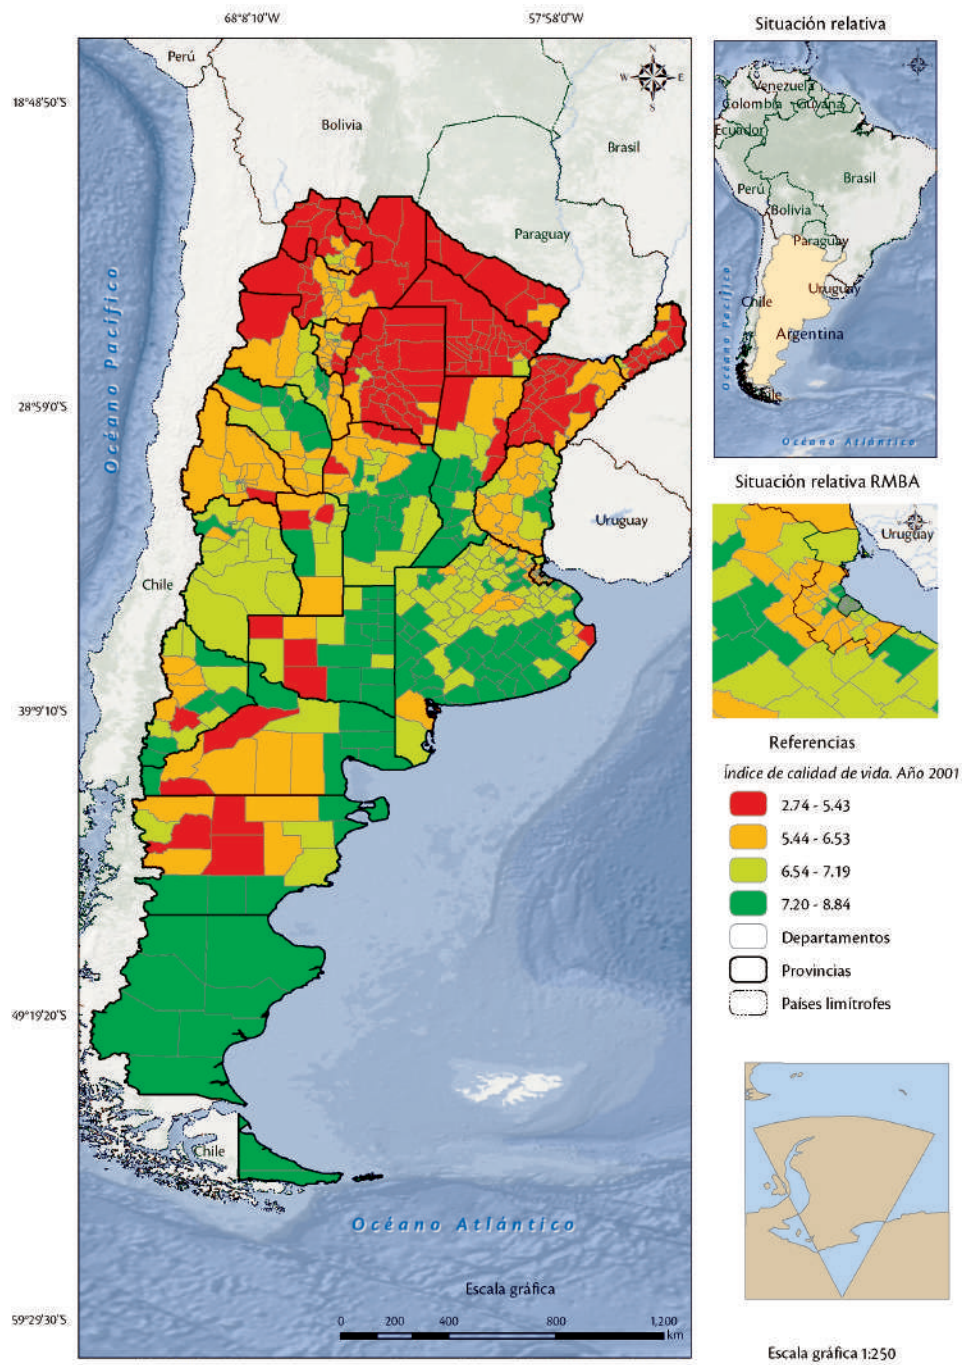 68°8'10"W
57°58'0"W
Situación relativa
Perú
18°48'50"S
Bolivia
Brasil
Paraguay
N
W
E
S
Venezuela
Colombia
Guyana
Ecuador
Perú
Brasil
Bolivia
Paraguay
Uruguay
Chile
Argentina
Océano Pacífico
Chile
Océano Atlántico
Océano Pacífico
28°59'0"S
Situación relativa RMBA
Uruguay
Uruguay
Chile
39°9'10"S
Referencias
Índice de calidad de vida. Año 2001
2.74 - 5.43
5.44 - 6.53
6.54 - 7.19
7.20 - 8.84
Departamentos
Provincias
Países limítrofes
49°19'20"S
Chile
Océano Atlántico
Escala gráfica
59°29'30"S
0 200 400 800 1,200
km
Escala gráfica 1:250